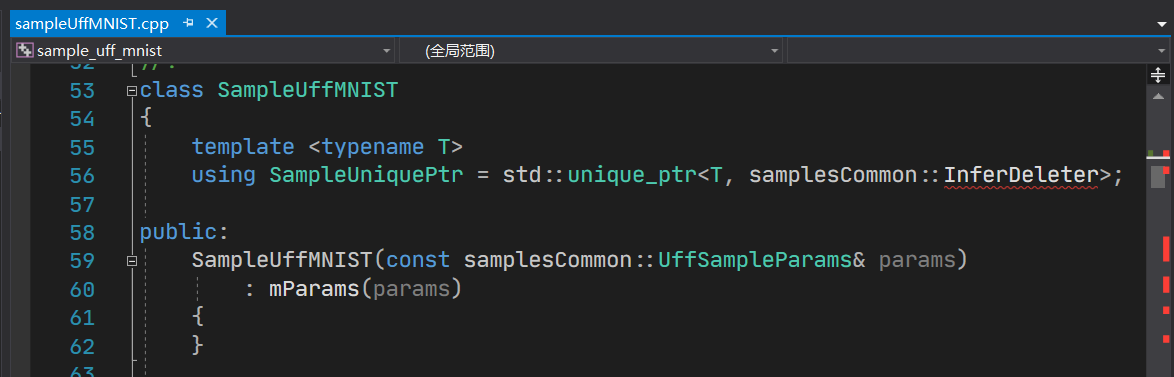 sampleUffMNIST.cpp
sample_uff_mnist (全局范围)
53 class SampleUffMNIST
54 {
55 template <typename T>
56 using SampleUniquePtr = std::unique_ptr<T, samplesCommon::InferDeleter>;
57
58 public:
59 SampleUffMNIST(const samplesCommon::UffSampleParams& params)
60 : mParams(params)
61 {
62 }
63